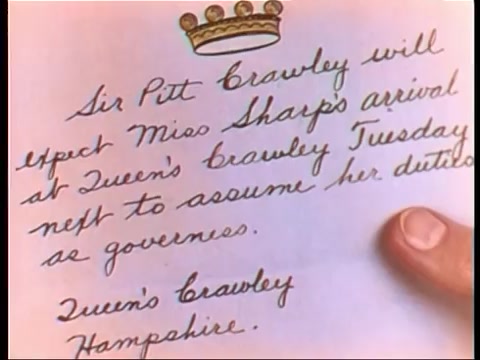 Sir Pitt Crawley will
expect Miss Sharp's arrival
at Queen's Crawley Tuesday
next to assume her duties
as governess.
Queen's Crawley
Hampshire.